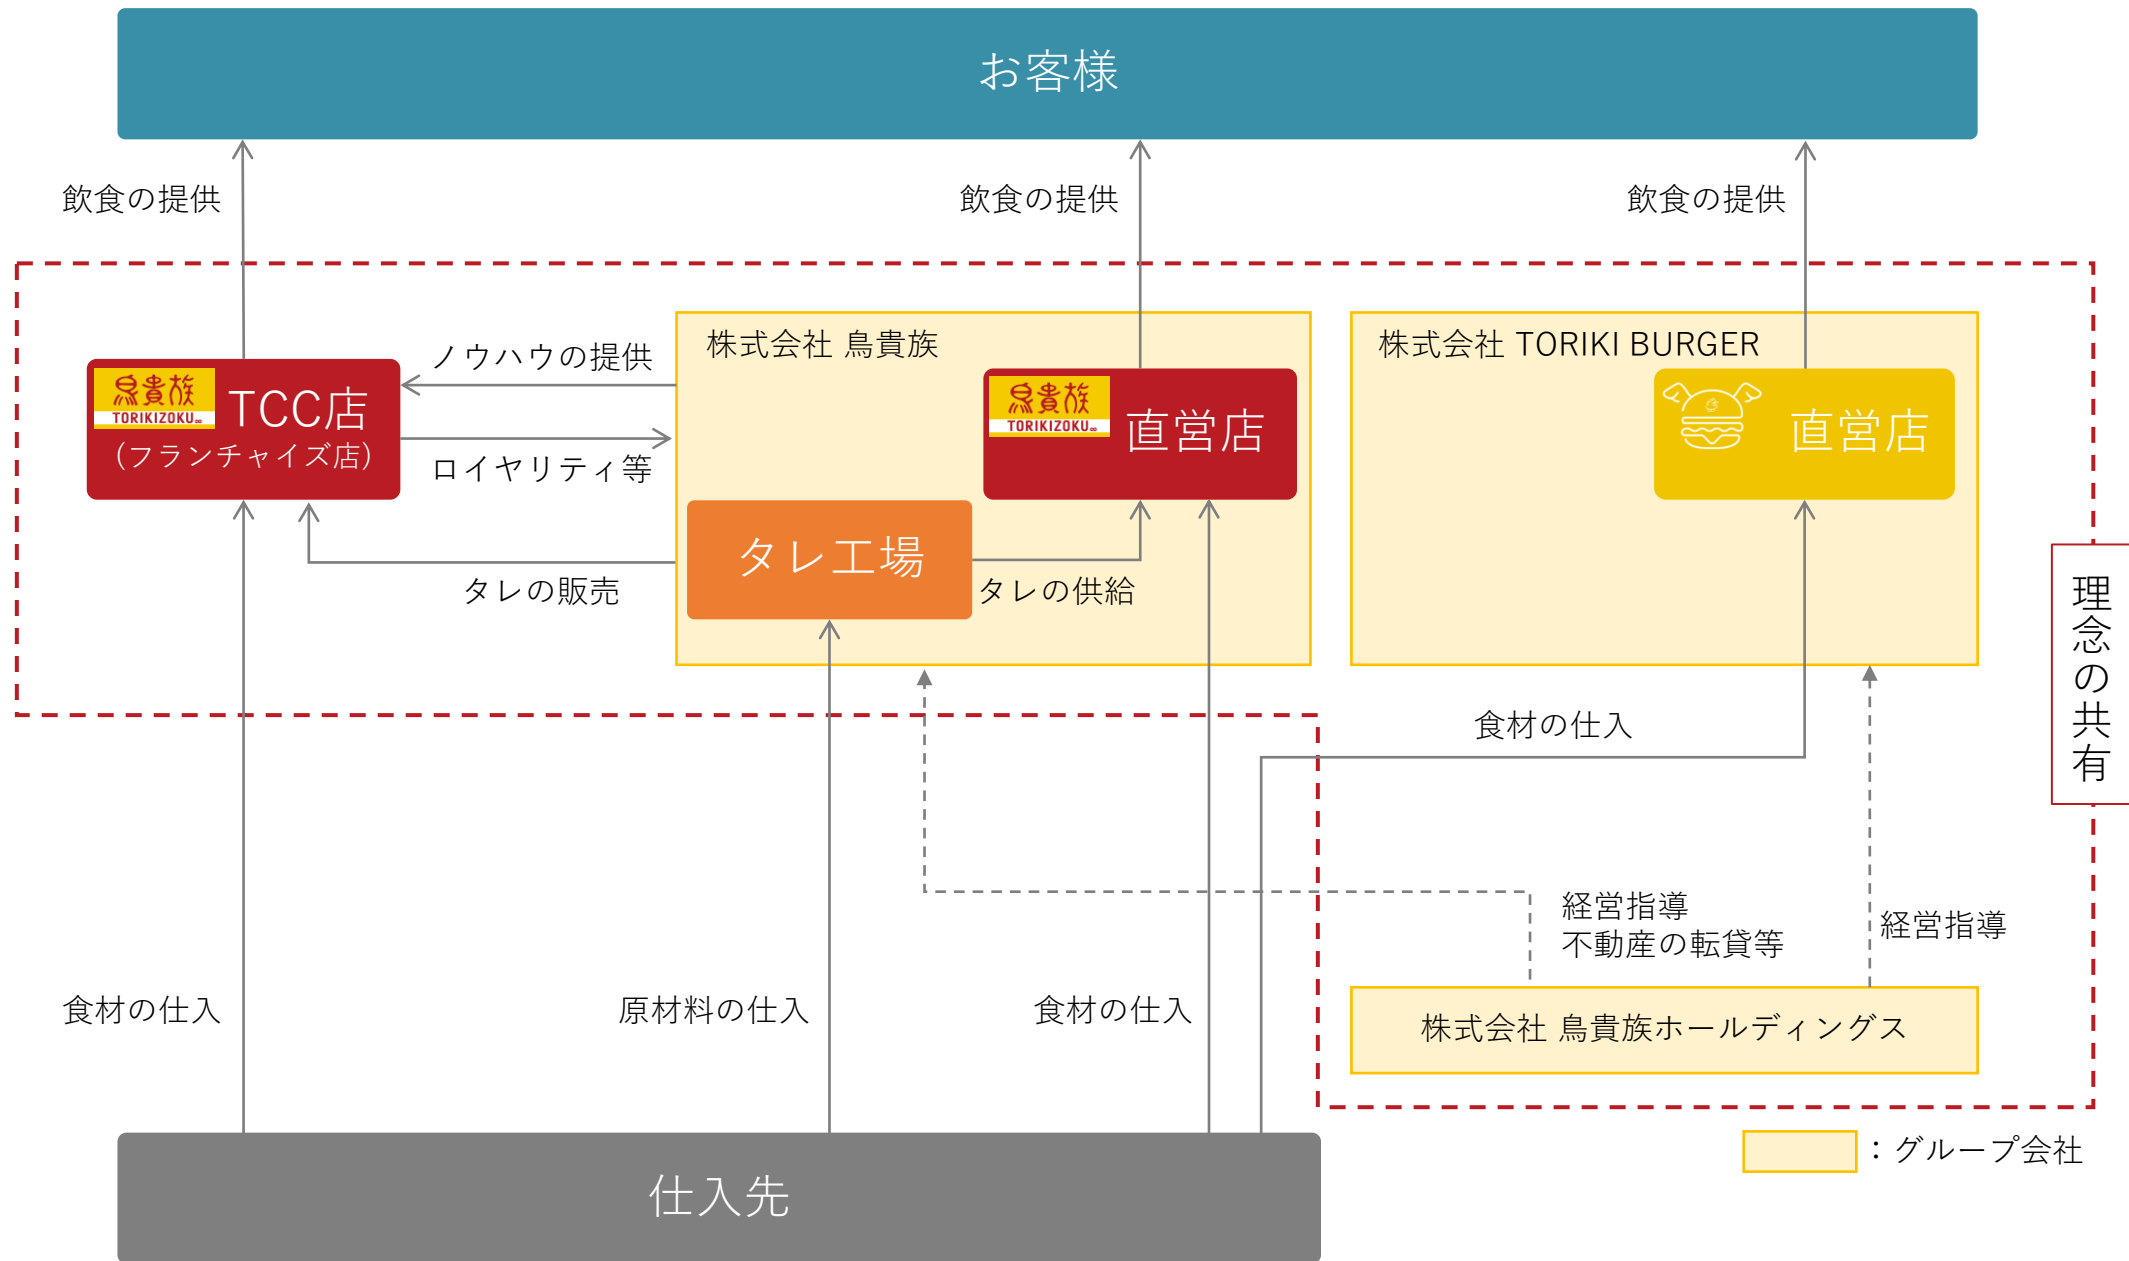 お客様
飲食の提供
飲食の提供
飲食の提供
株式会社 鳥貴族
株式会社 TORIKI BURGER
ノウハウの提供
鳥貴族
TORIKIZOKU
TCC店
(フランチャイズ店)
ロイヤリティ等
鳥貴族
TORIKIZOKU
直営店
直営店
タレ工場
タレの販売
タレの供給
理念の共有
食材の仕入
経営指導
不動産の転貸等
経営指導
食材の仕入
原材料の仕入
食材の仕入
株式会社 鳥貴族ホールディングス
：グループ会社
仕入先